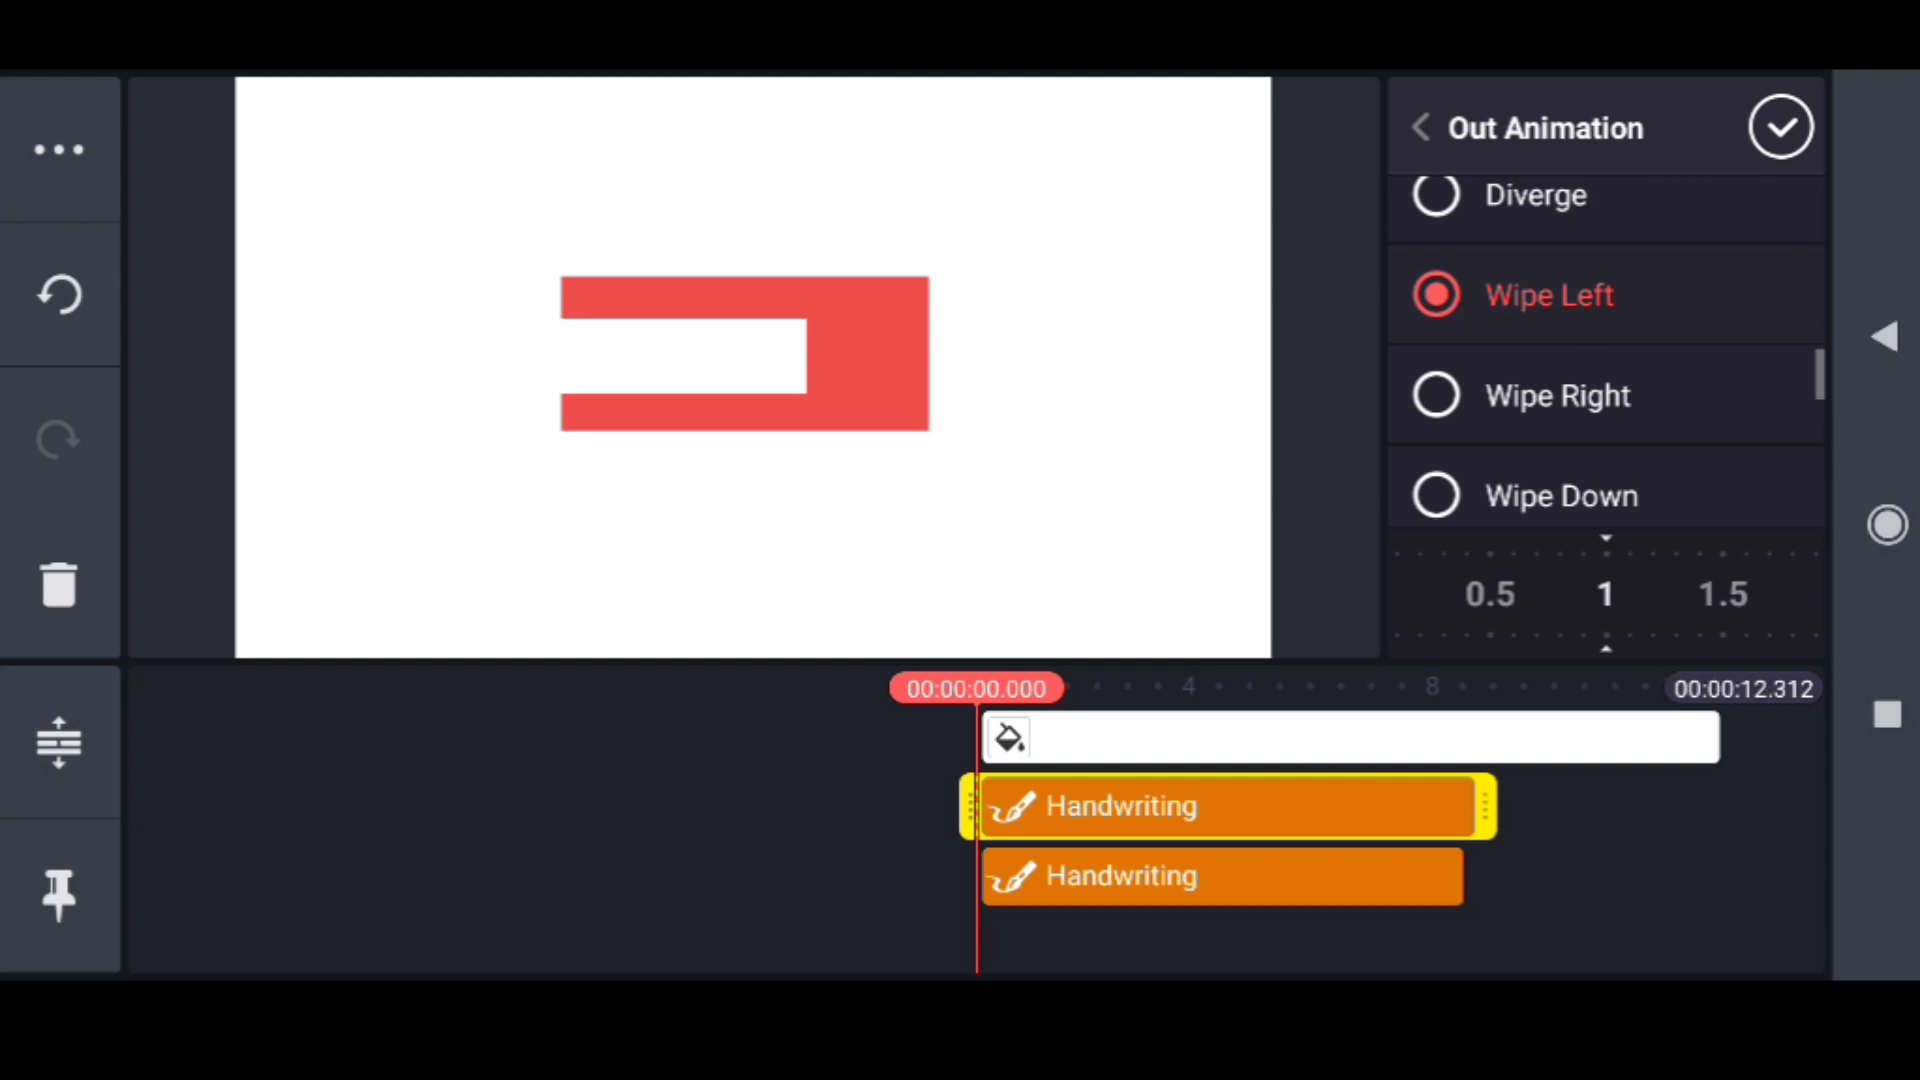 Out Animation
Diverge
Wipe Left
Wipe Right
Wipe Down
0.5 1 1.5
00:00:00.000 4 8 00:00:12.312
Handwriting
Handwriting